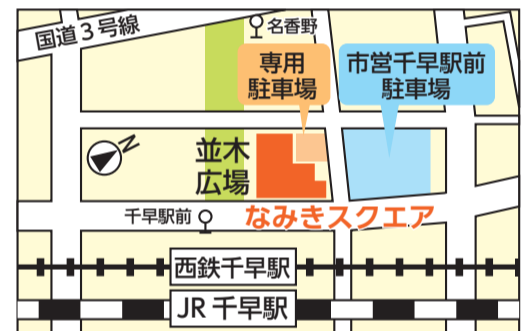 国道3号線
名香野
専用
駐車場
市営千早駅前
駐車場
N
並木
広場
千早駅前
なみきスクエア
西鉄千早駅
JR 千早駅